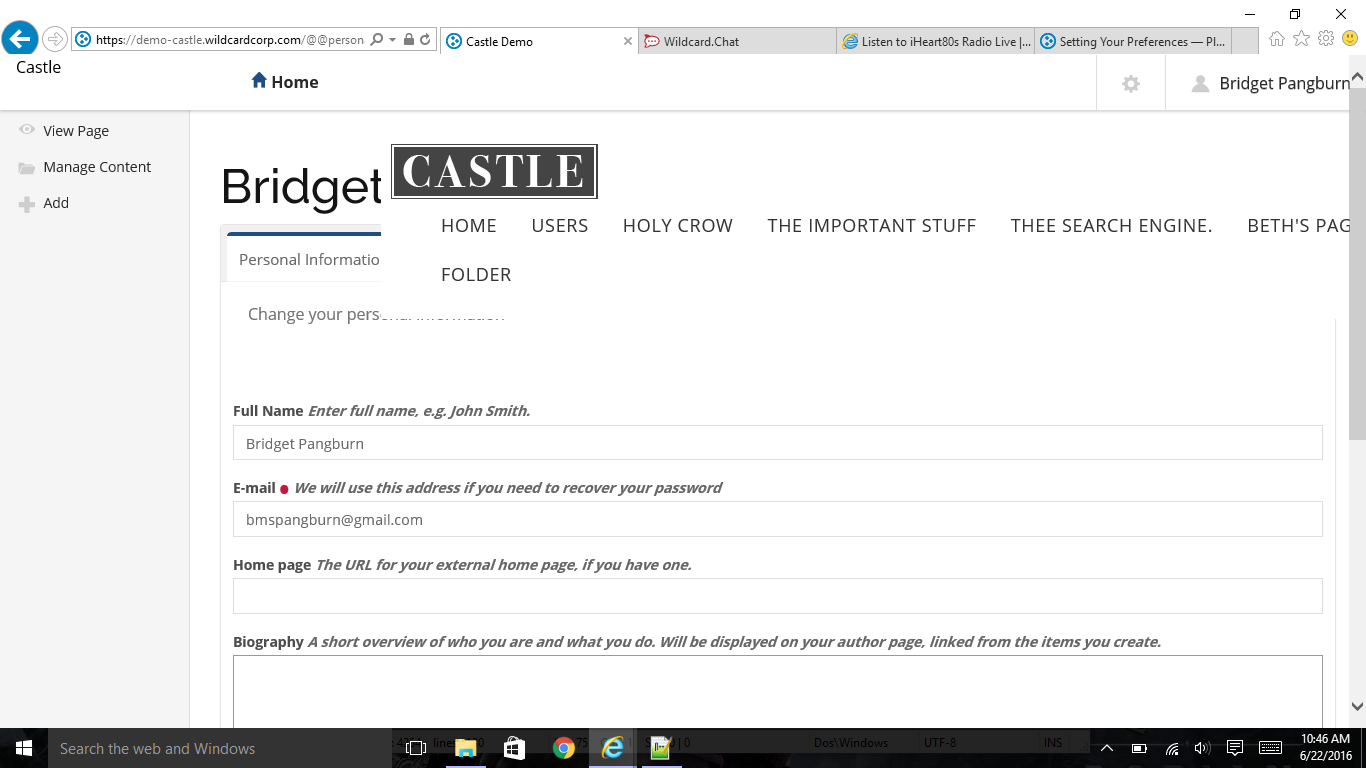 https://demo-castle.wildcardcorp.com/@@person
Castle Demo
Wildcard.Chat
Listen to iHeart80s Radio Live |...
Setting Your Preferences — Pl...
Castle
Home
Bridget Pangburn
View Page
Manage Content
Add
CASTLE
Bridget
HOME
USERS
HOLY CROW
THE IMPORTANT STUFF
THEE SEARCH ENGINE.
BETH'S PAG
FOLDER
Personal Informatio
Change your personal information
Full Name Enter full name, e.g. John Smith.
Bridget Pangburn
E-mail We will use this address if you need to recover your password
bmspangburn@gmail.com
Home page The URL for your external home page, if you have one.
Biography A short overview of who you are and what you do. Will be displayed on your author page, linked from the items you create.
Search the web and Windows
Dos\Windows
UTF-8
INS
10:46 AM
6/22/2016